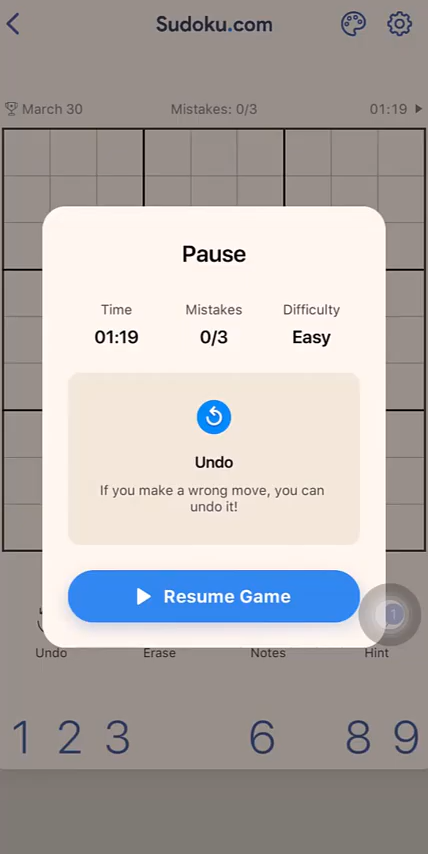 Sudoku.com
March 30
Mistakes: 0/3
01:19
Pause
Time
Mistakes
Difficulty
01:19
0/3
Easy
Undo
If you make a wrong move, you can
undo it!
Resume Game
1
Undo
Erase
Notes
Hint
1 2 3 6 8 9